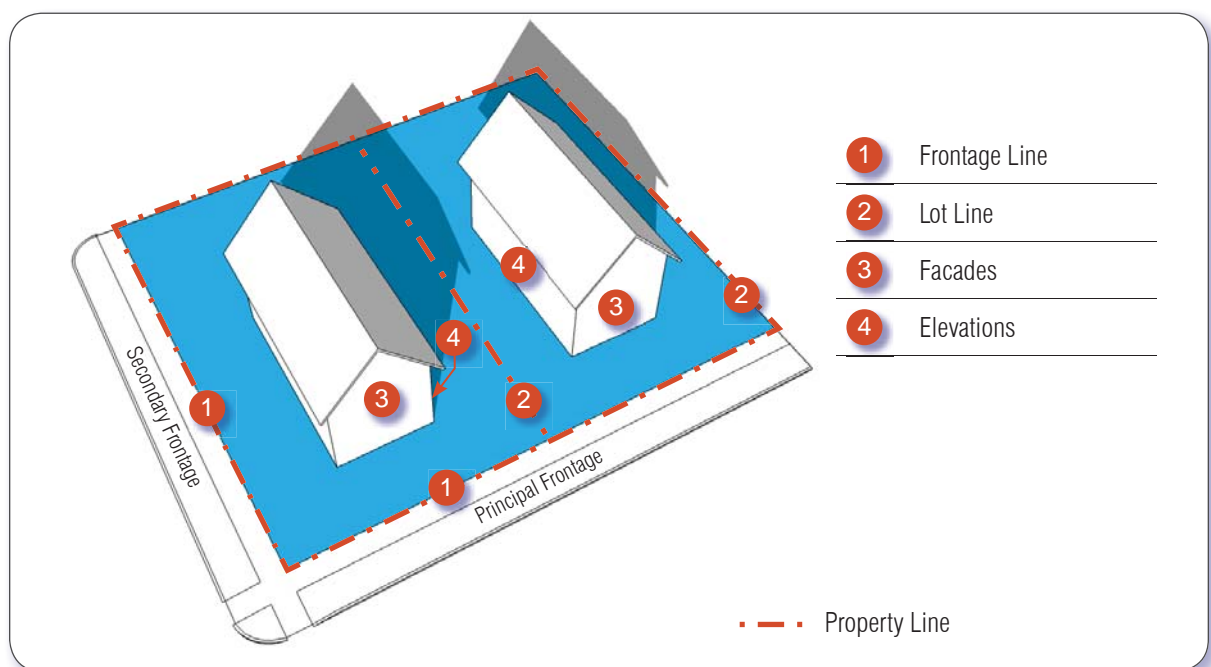 4
3
2
4
3
2
1
1
Secondary Frontage
Principal Frontage
1 Frontage Line
2 Lot Line
3 Facades
4 Elevations
Property Line